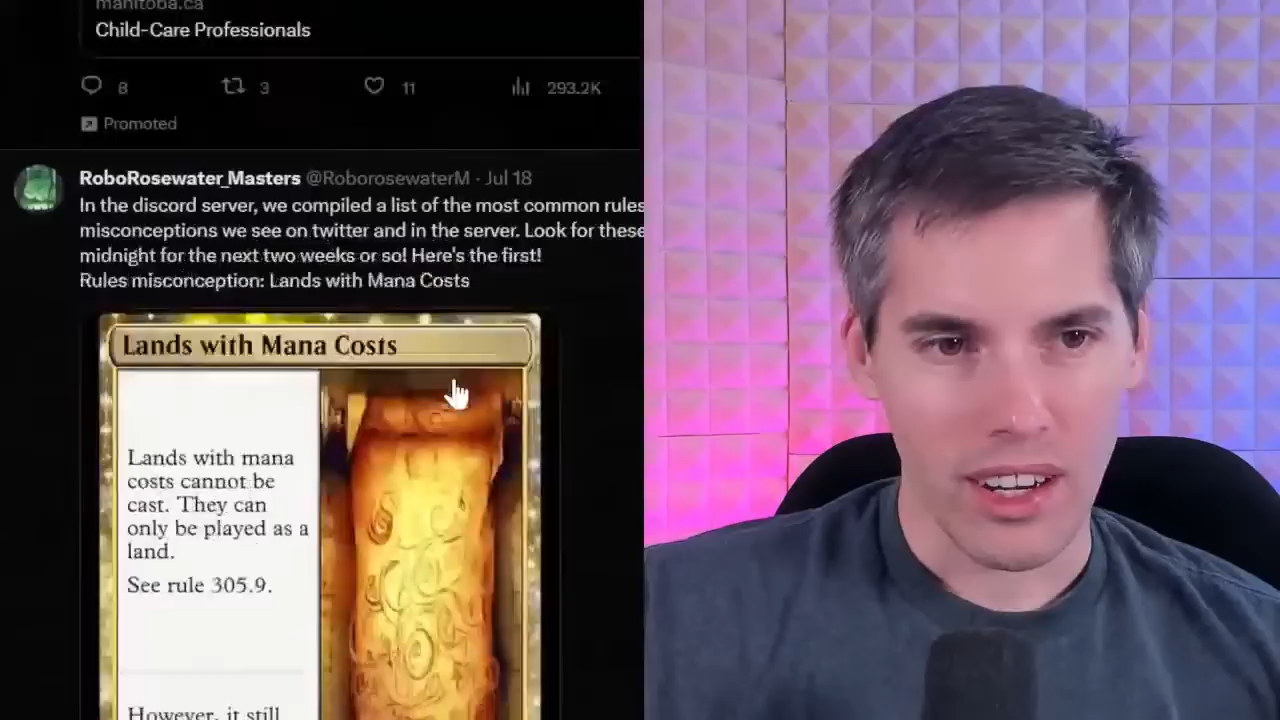 manitoba.ca
Child-Care Professionals
8 3 11 293.2K
Promoted
RoboRosewater_Masters @RoborosewaterM · Jul 18
In the discord server, we compiled a list of the most common rules
misconceptions we see on twitter and in the server. Look for these
midnight for the next two weeks or so! Here's the first!
Rules misconception: Lands with Mana Costs
Lands with Mana Costs
Lands with mana
costs cannot be
cast. They can
only be played as a
land.
See rule 305.9.
However, it still